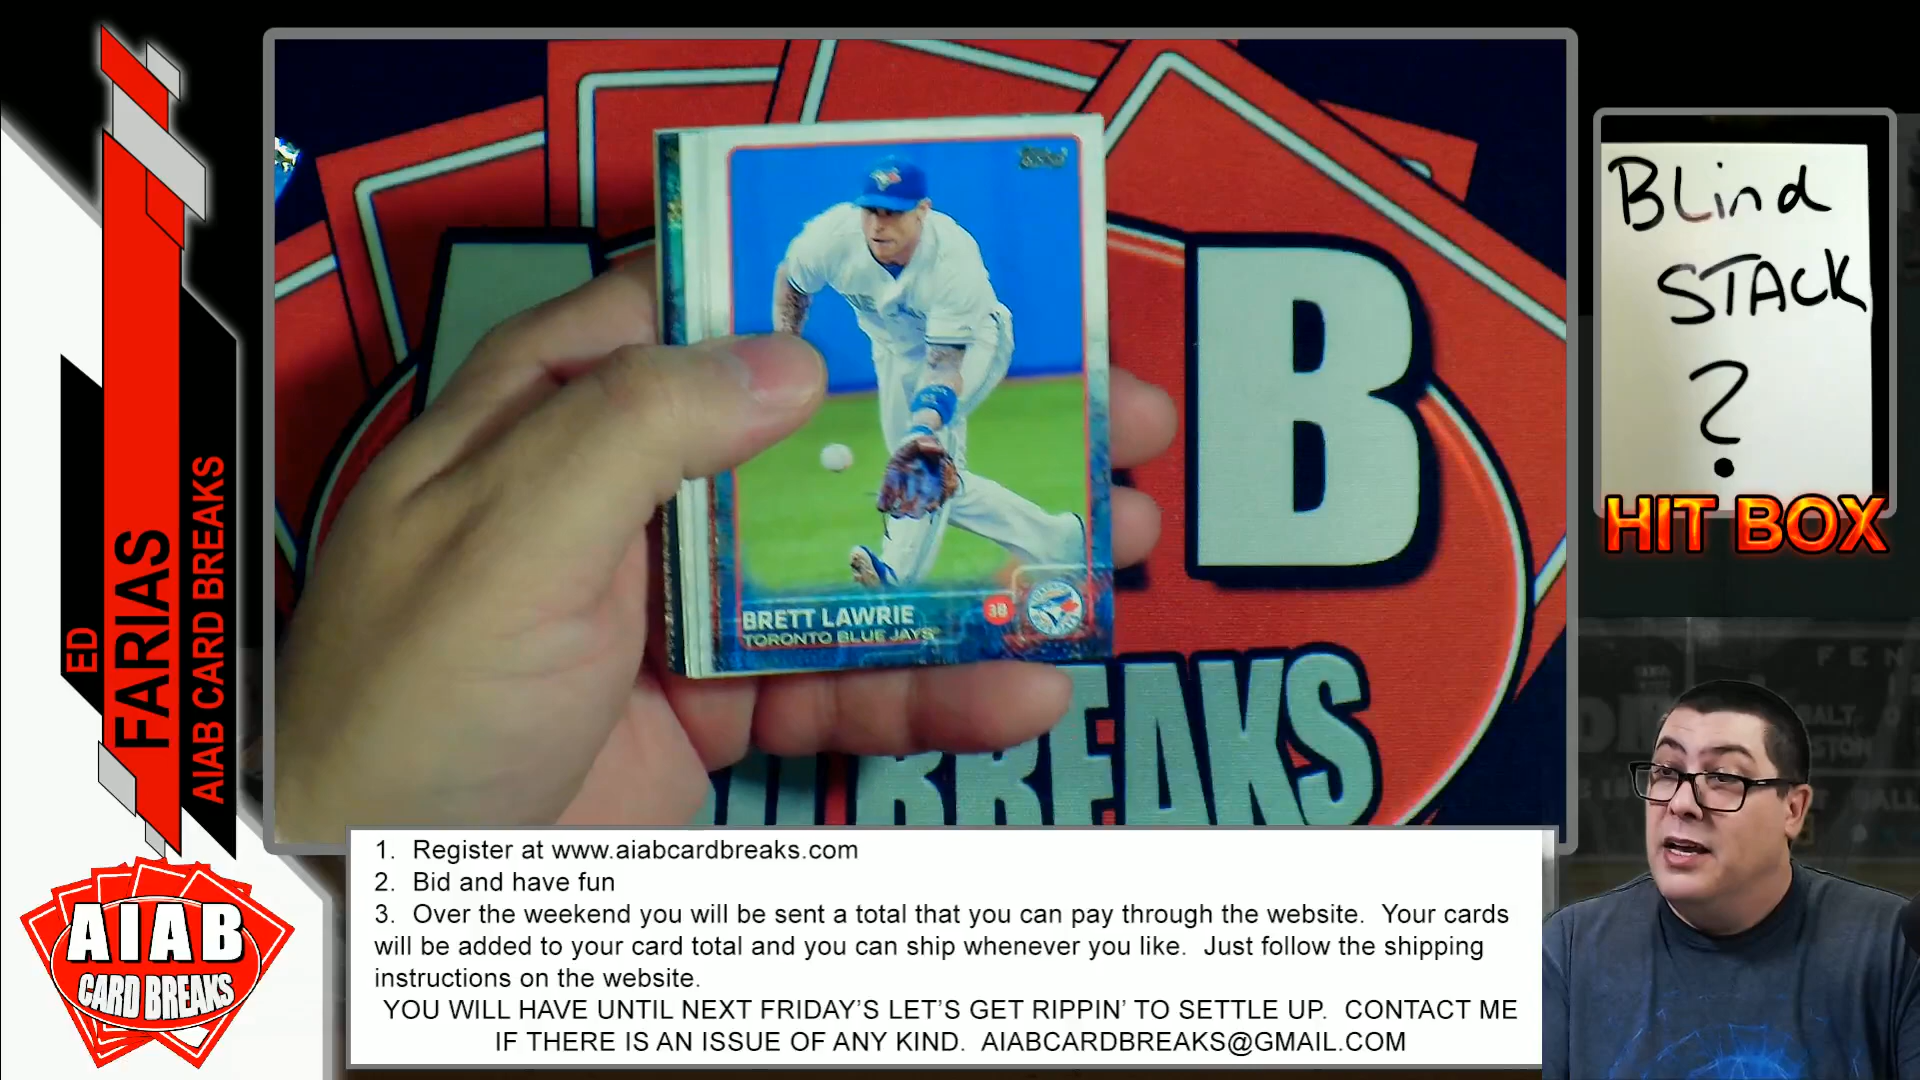 ED
FARIAS
AIAB CARD BREAKS
AIAB
CARD BREAKS
B
BREAKS
BRETT LAWRIE
TORONTO BLUE JAYS
3B
BLind
STACK
?
HIT BOX
1. Register at www.aiabcardbreaks.com
2. Bid and have fun
3. Over the weekend you will be sent a total that you can pay through the website. Your cards
will be added to your card total and you can ship whenever you like. Just follow the shipping
instructions on the website.
YOU WILL HAVE UNTIL NEXT FRIDAY'S LET'S GET RIPPIN' TO SETTLE UP. CONTACT ME
IF THERE IS AN ISSUE OF ANY KIND. AIABCARDBREAKS@GMAIL.COM